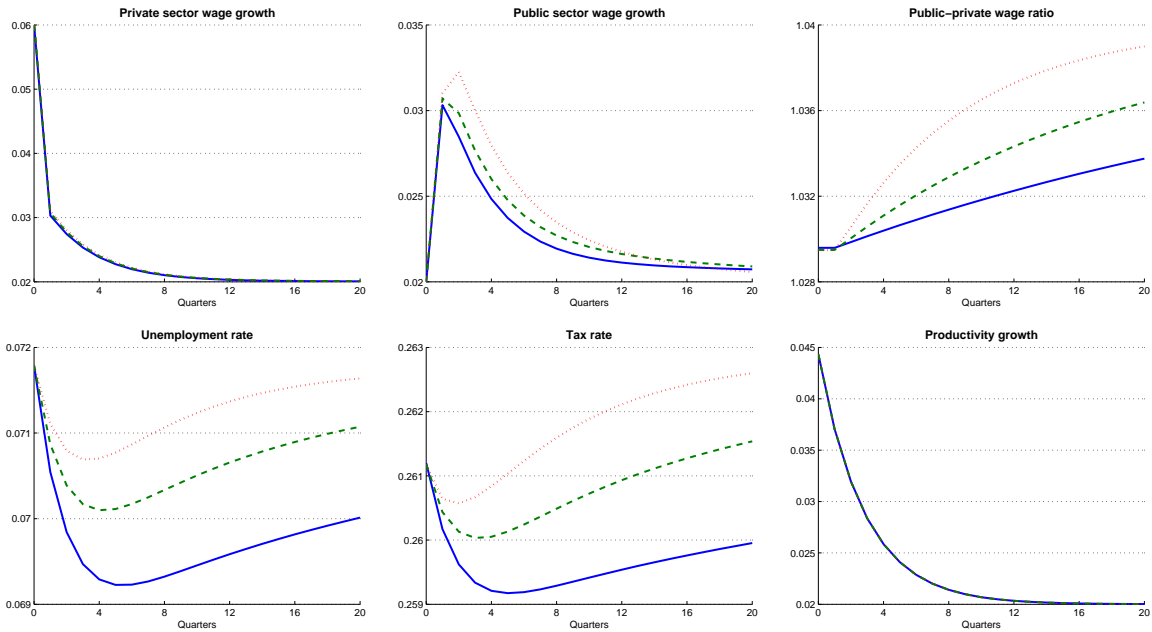 Private sector wage growth
0.06
0.05
0.04
0.03
0.02
0 4 8 12 16 20
Quarters
Public sector wage growth
0.035
0.03
0.025
0.02
0 4 8 12 16 20
Quarters
Public−private wage ratio
1.04
1.036
1.032
1.028
0 4 8 12 16 20
Quarters
Unemployment rate
0.072
0.071
0.07
0.069
0 4 8 12 16 20
Quarters
Tax rate
0.263
0.262
0.261
0.26
0.259
0 4 8 12 16 20
Quarters
Productivity growth
0.045
0.04
0.035
0.03
0.025
0.02
0 4 8 12 16 20
Quarters